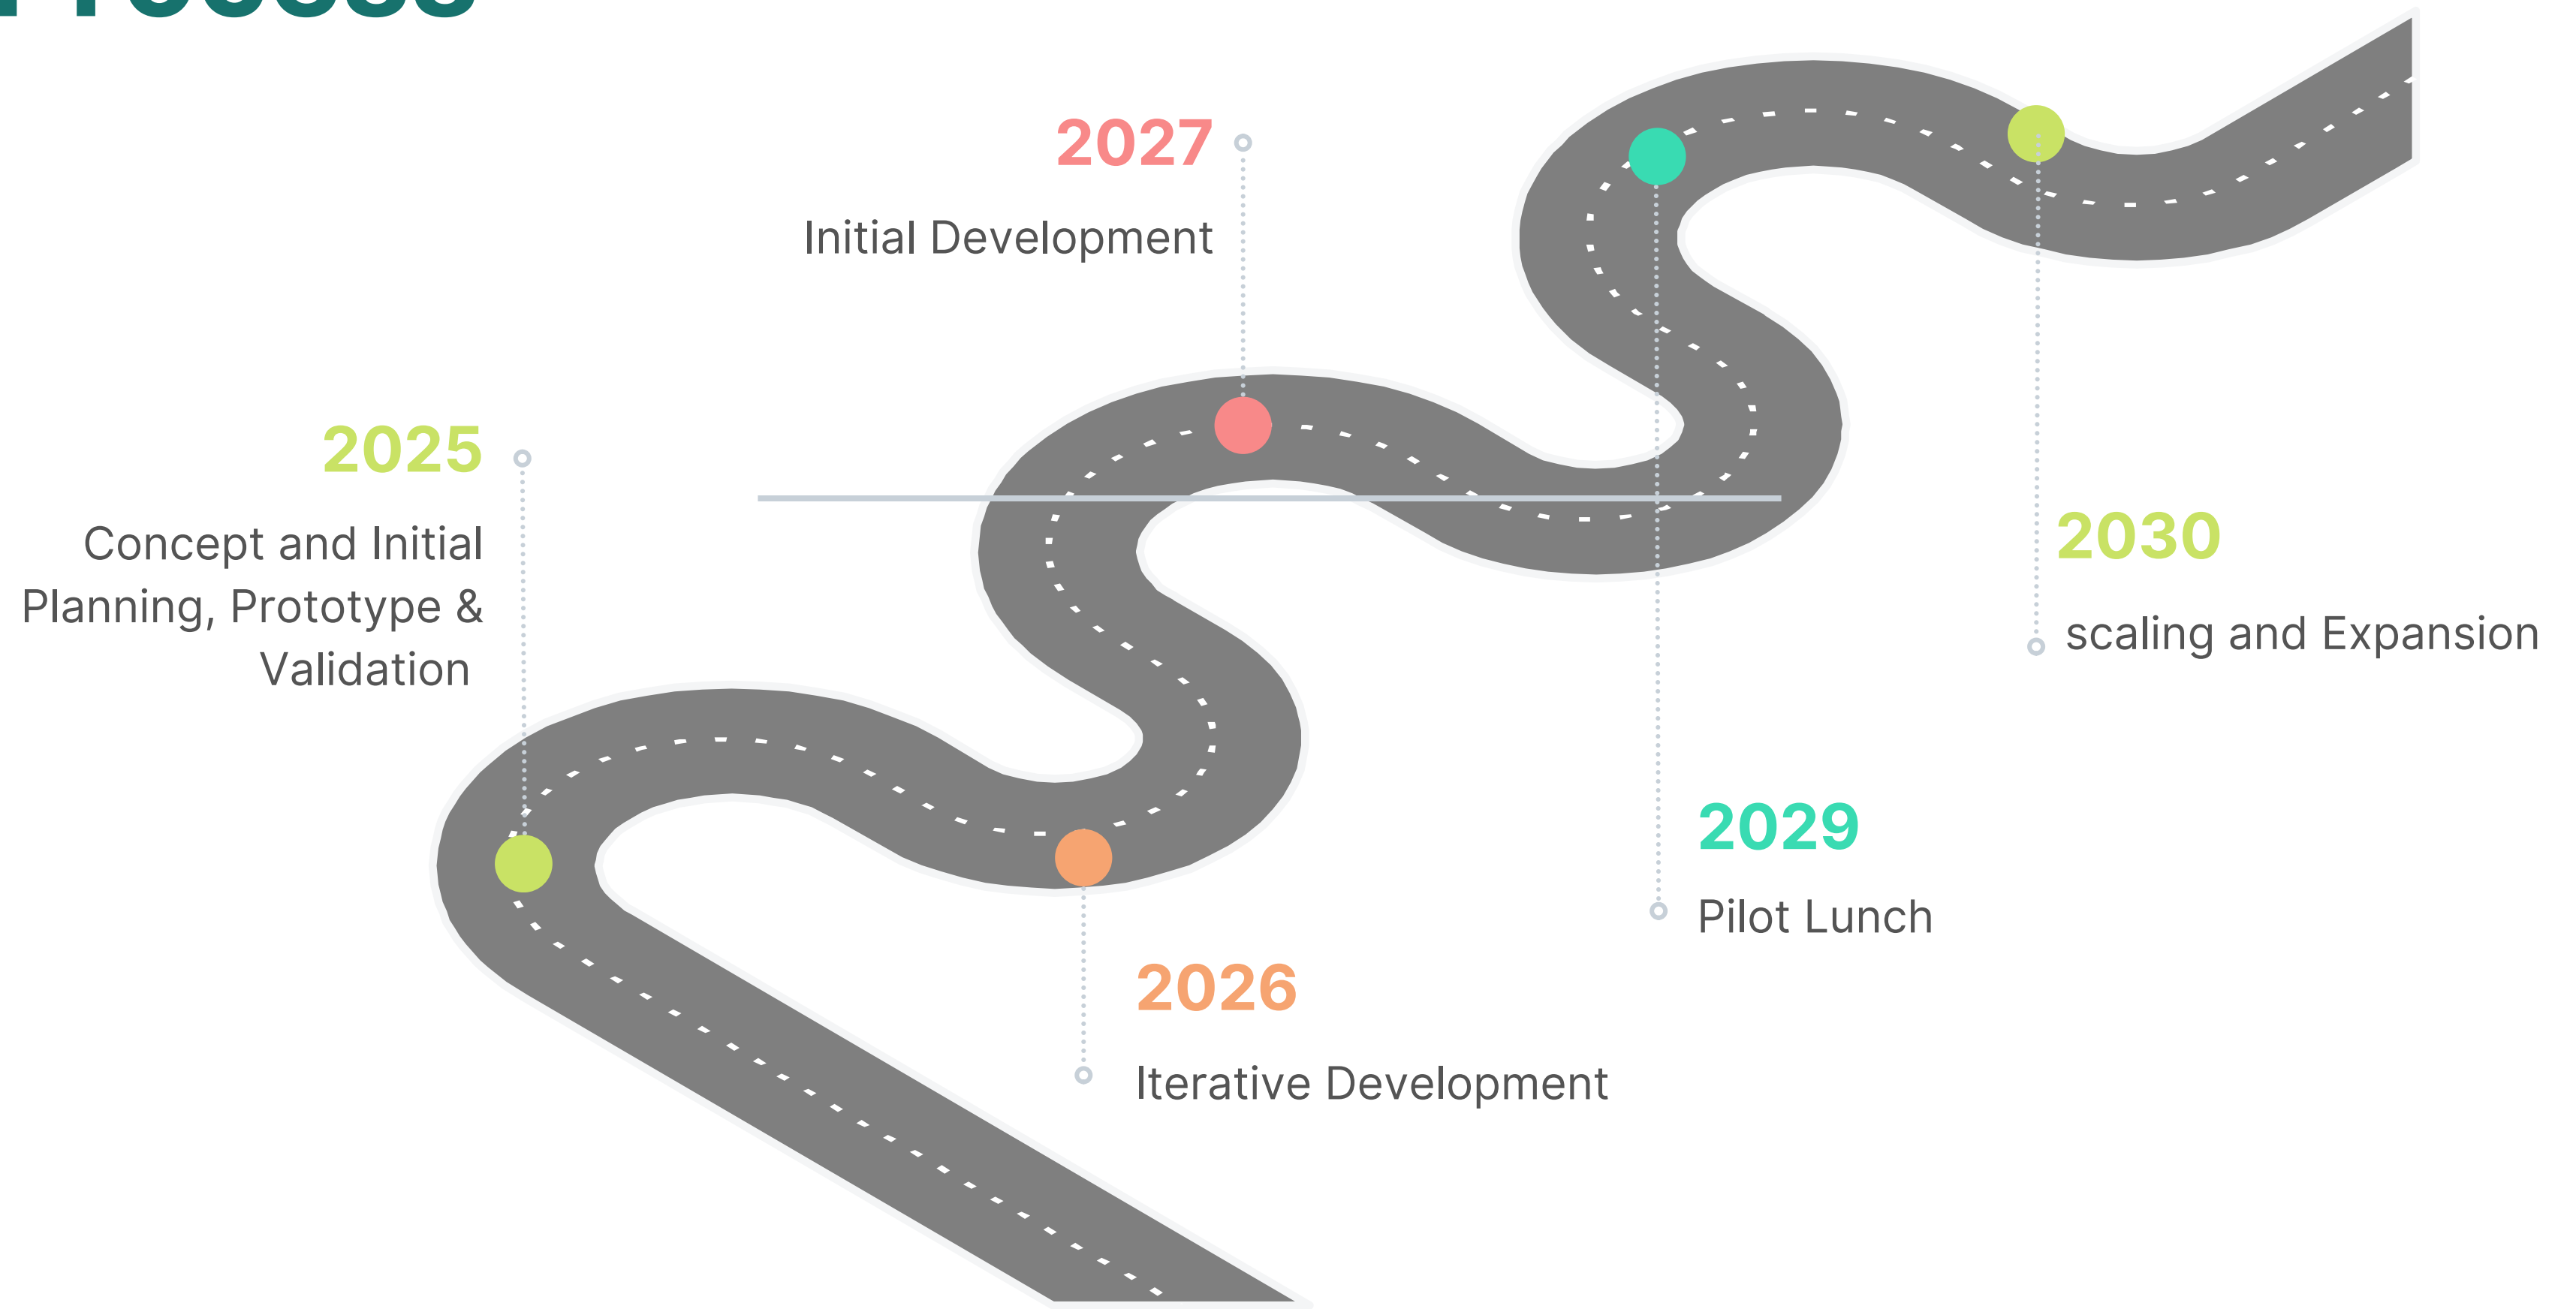 Process
2027
Initial Development
2025
Concept and Initial
Planning, Prototype &
Validation
2030
scaling and Expansion
2029
Pilot Lunch
2026
Iterative Development